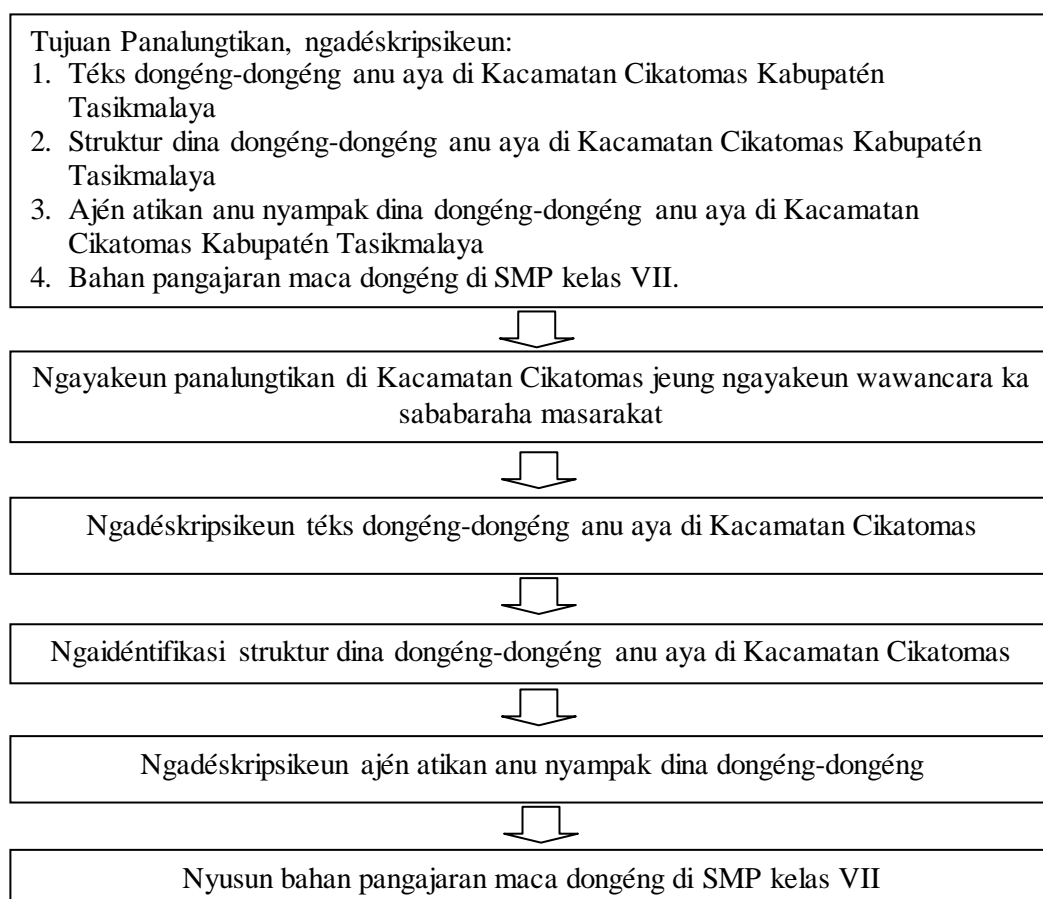 Tujuan Panalungtikan, ngadéskripsikeun:
1. Téks dongéng-dongéng anu aya di Kacamatan Cikatomas Kabupatén
Tasikmalaya
2. Struktur dina dongéng-dongéng anu aya di Kacamatan Cikatomas Kabupatén
Tasikmalaya
3. Ajén atikan anu nyampak dina dongéng-dongéng anu aya di Kacamatan
Cikatomas Kabupatén Tasikmalaya
4. Bahan pangajaran maca dongéng di SMP kelas VII.
Ngayakeun panalungtikan di Kacamatan Cikatomas jeung ngayakeun wawancara ka
sababaraha masarakat
Ngadéskripsikeun téks dongéng-dongéng anu aya di Kacamatan Cikatomas
Ngaidéntifikasi struktur dina dongéng-dongéng anu aya di Kacamatan Cikatomas
Ngadéskripsikeun ajén atikan anu nyampak dina dongéng-dongéng
Nyusun bahan pangajaran maca dongéng di SMP kelas VII